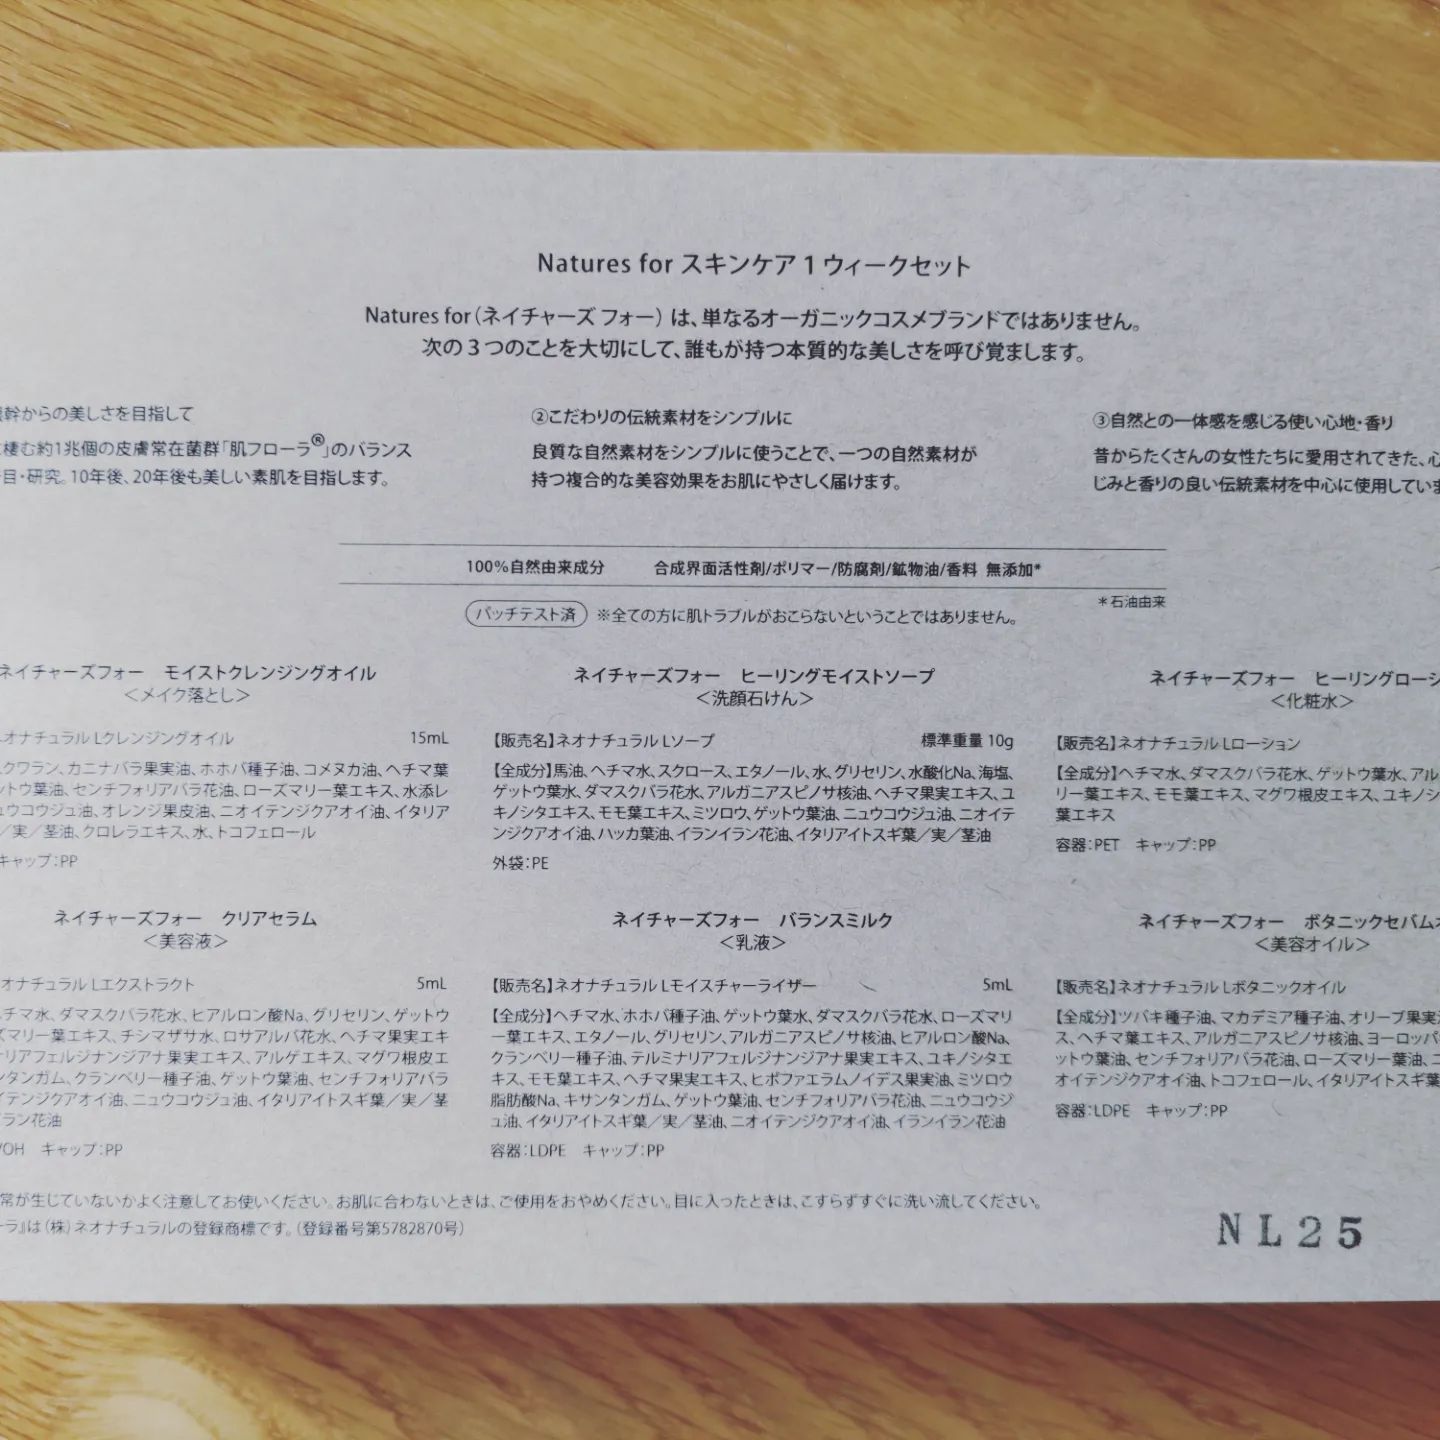 Natures for スキンケア 1 ウィークセット
Natures for（ネイチャーズ フォー）は、単なるオーガニックコスメブランドではありません。
次の 3 つのことを大切にして、誰もが持つ本質的な美しさを呼び覚まします。
幹からの美しさを目指して
棲む約1兆個の皮膚常在菌群「肌フローラ®」のバランス
目・研究。10年後、20年後も美しい素肌を目指します。
②こだわりの伝統素材をシンプルに
良質な自然素材をシンプルに使うことで、一つの自然素材が
持つ複合的な美容効果をお肌にやさしく届けます。
③自然との一体感を感じる使い心地・香り
昔からたくさんの女性たちに愛用されてきた、心
じみと香りの良い伝統素材を中心に使用していま
100%自然由来成分 合成界面活性剤/ポリマー/防腐剤/鉱物油/香料 無添加*
＊石油由来
パッチテスト済 ※全ての方に肌トラブルがおこらないということではありません。
ネイチャーズフォー モイストクレンジングオイル
＜メイク落とし＞
ネオナチュラル Lクレンジングオイル 15mL
クワラン、カニナバラ果実油、ホホバ種子油、コメヌカ油、ヘチマ葉
ットウ葉油、センチフォリアバラ花油、ローズマリー葉エキス、水添レ
ュウコウジュ油、オレンジ果皮油、ニオイテンジクアオイ油、イタリア
／実／茎油、クロレラエキス、水、トコフェロール
キャップ：PP
ネイチャーズフォー ヒーリングモイストソープ
＜洗顔石けん＞
【販売名】ネオナチュラル Lソープ 標準重量 10g
【全成分】馬油、ヘチマ水、スクロース、エタノール、水、グリセリン、水酸化Na、海塩、
ゲットウ葉水、ダマスクバラ花水、アルガニアスピノサ核油、ヘチマ果実エキス、ユ
キノシタエキス、モモ葉エキス、ミツロウ、ゲットウ葉油、ニュウコウジュ油、ニオイテ
ンジクアオイ油、ハッカ葉油、イランイラン花油、イタリアイトスギ葉／実／茎油
外袋：PE
ネイチャーズフォー ヒーリングローシ
＜化粧水＞
【販売名】ネオナチュラル Lローション
【全成分】ヘチマ水、ダマスクバラ花水、ゲットウ葉水、アル
リー葉エキス、モモ葉エキス、マグワ根皮エキス、ユキノシ
葉エキス
容器：PET キャップ：PP
ネイチャーズフォー クリアセラム
＜美容液＞
オナチュラル Lエクストラクト 5mL
チマ水、ダマスクバラ花水、ヒアルロン酸Na、グリセリン、ゲットウ
ズマリー葉エキス、チシマザサ水、ロサアルバ花水、ヘチマ果実エキ
リアフェルジナンジアナ果実エキス、アルゲエキス、マグワ根皮エ
ンタンガム、クランベリー種子油、ゲットウ葉油、センチフォリアバラ
イテンジクアオイ油、ニュウコウジュ油、イタリアイトスギ葉／実／茎
ラン花油
VOH キャップ：PP
ネイチャーズフォー バランスミルク
＜乳液＞
【販売名】ネオナチュラル Lモイスチャーライザー 5mL
【全成分】ヘチマ水、ホホバ種子油、ゲットウ葉水、ダマスクバラ花水、ローズマリ
ー葉エキス、エタノール、グリセリン、アルガニアスピノサ核油、ヒアルロン酸Na、
クランベリー種子油、テルミナリアフェルジナンジアナ果実エキス、ユキノシタエ
キス、モモ葉エキス、ヘチマ果実エキス、ヒポファエラムノイデス果実油、ミツロウ
脂肪酸Na、キサンタンガム、ゲットウ葉油、センチフォリアバラ花油、ニュウコウジ
ュ油、イタリアイトスギ葉／実／茎油、ニオイテンジクアオイ油、イランイラン花油
容器：LDPE キャップ：PP
ネイチャーズフォー ボタニックセバム
＜美容オイル＞
【販売名】ネオナチュラル Lボタニックオイル
【全成分】ツバキ種子油、マカデミア種子油、オリーブ果実
ス、ヘチマ葉エキス、アルガニアスピノサ核油、ヨーロッパ
ットウ葉油、センチフォリアバラ花油、ローズマリー葉油、ニ
オイテンジクアオイ油、トコフェロール、イタリアイトスギ葉
容器：LDPE キャップ：PP
常が生じていないかよく注意してお使いください。お肌に合わないときは、ご使用をおやめください。目に入ったときは、こすらずすぐに洗い流してください。
ーラ』は（株）ネオナチュラルの登録商標です。（登録番号第5782870号）
NL25